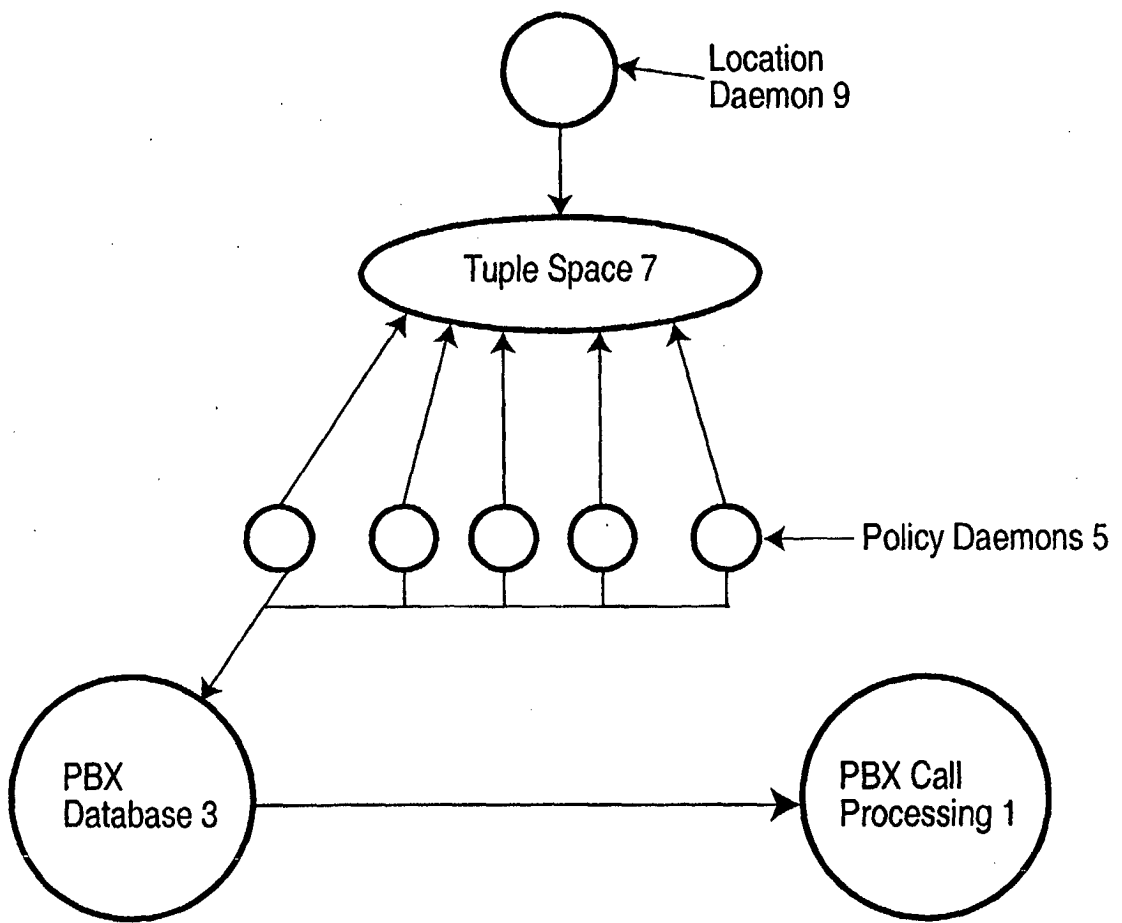 Location
Daemon 9
Tuple Space 7
Policy Daemons 5
PBX
Database 3
PBX Call
Processing 1